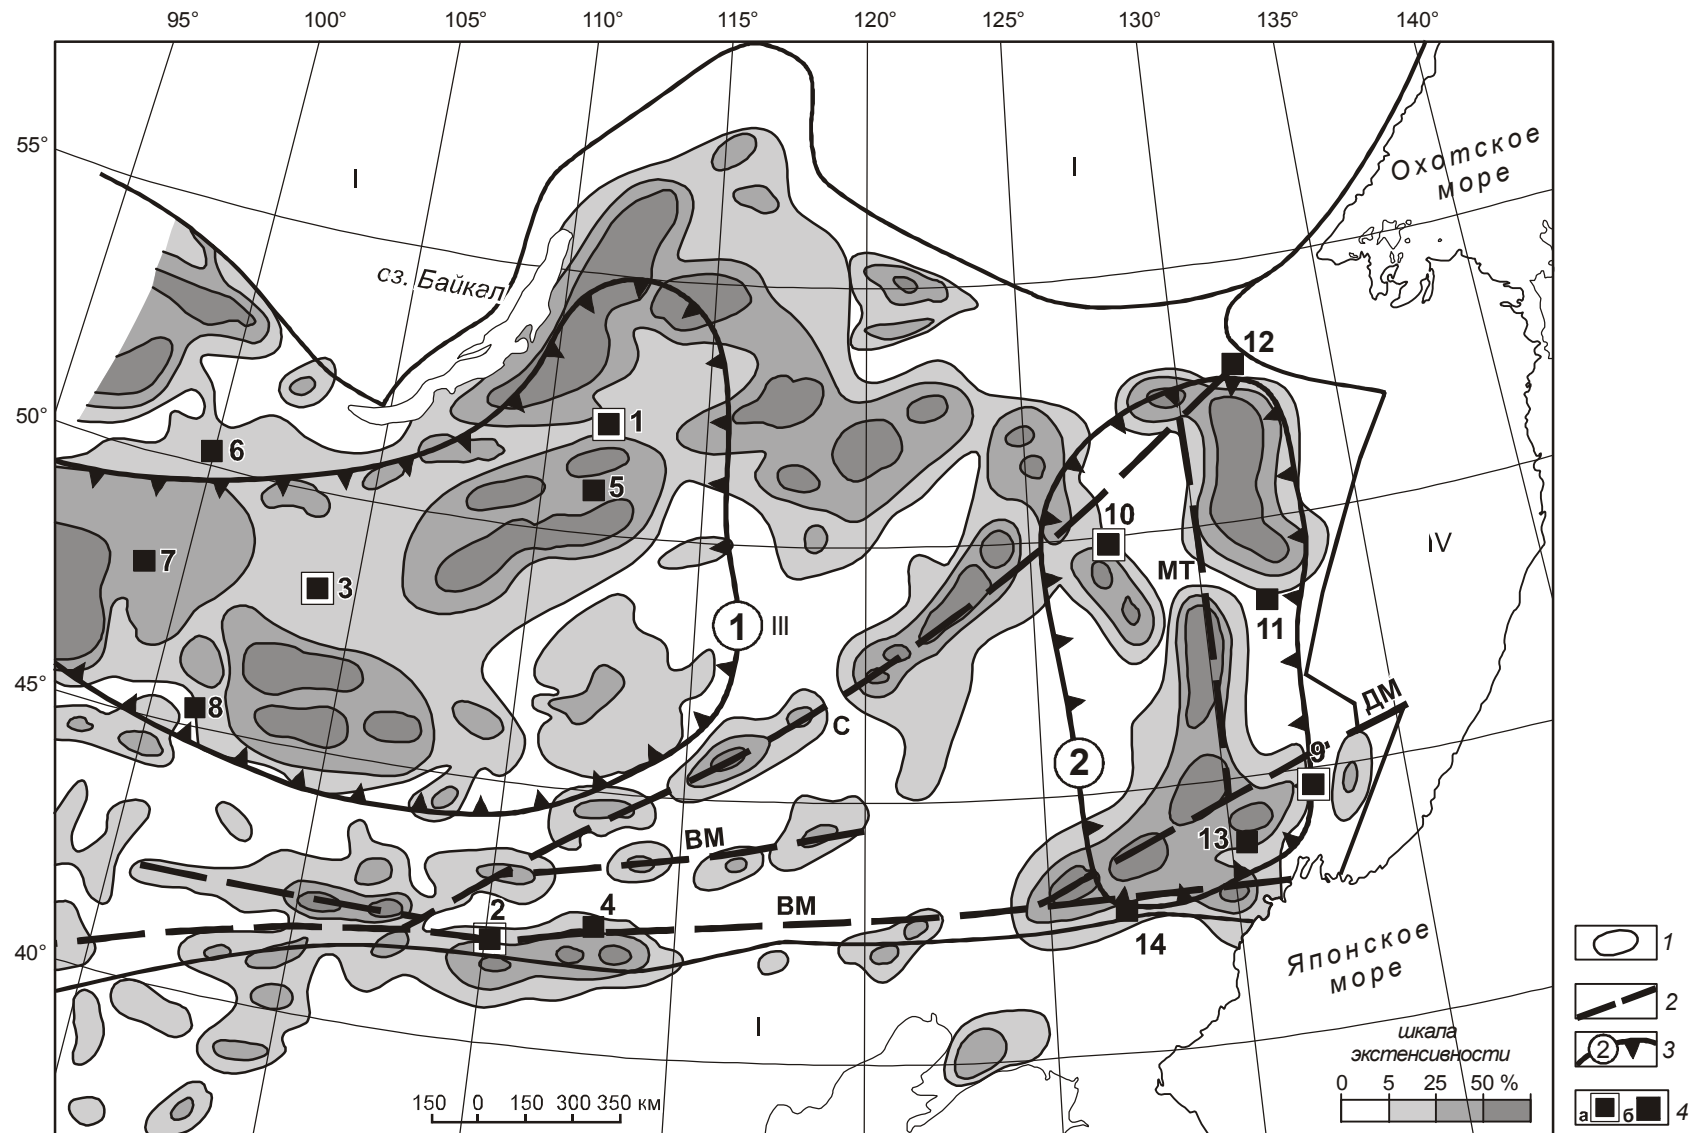 95° 100° 105° 110° 115° 120° 125° 130° 135° 140°
55°
50°
45°
40°
I
I
Охотское
море
сз. Байкал
12
1
6
5
10
7
3
МТ
11
IV
1
III
8
ДМ
С
2
9
ВМ
13
2
4
ВМ
14
Японское
море
I
150 0 150 300 350 км
шкала
экстенсивности
0 5 25 50 %
1
2
2
3
а
б
4